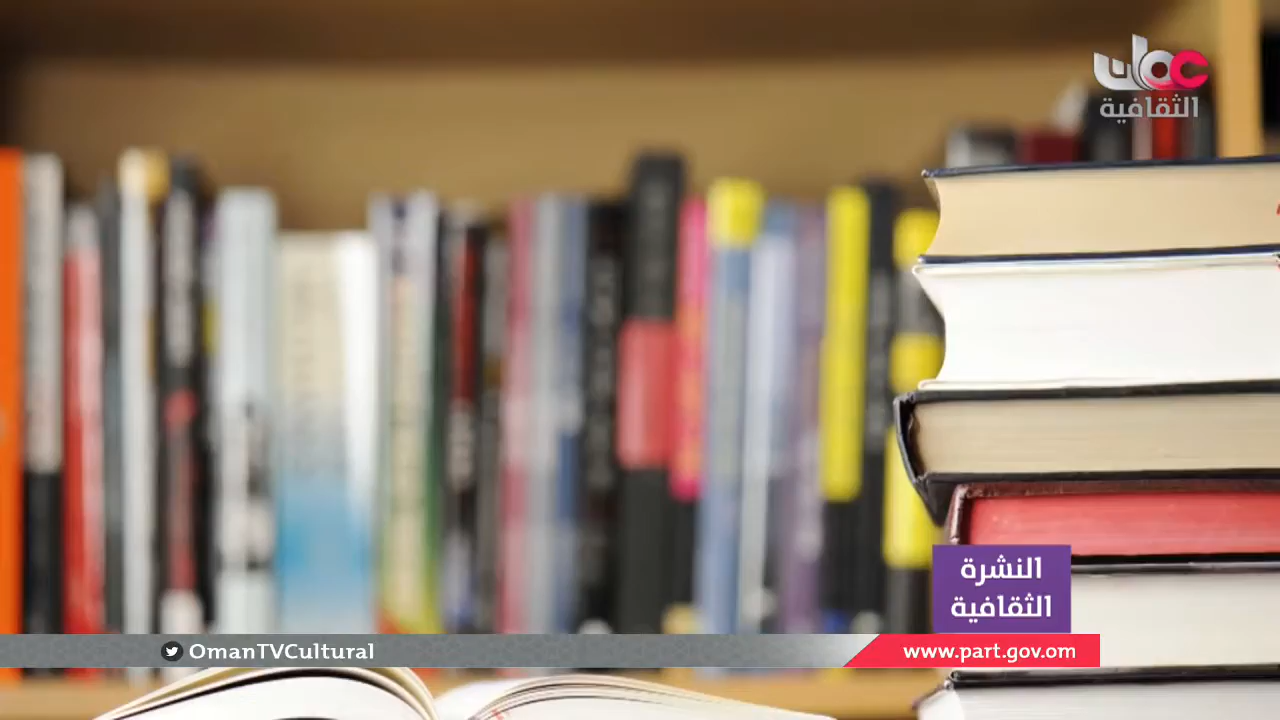 عمان
الثقافية
النشرة
الثقافية
OmanTVCultural
www.part.gov.om